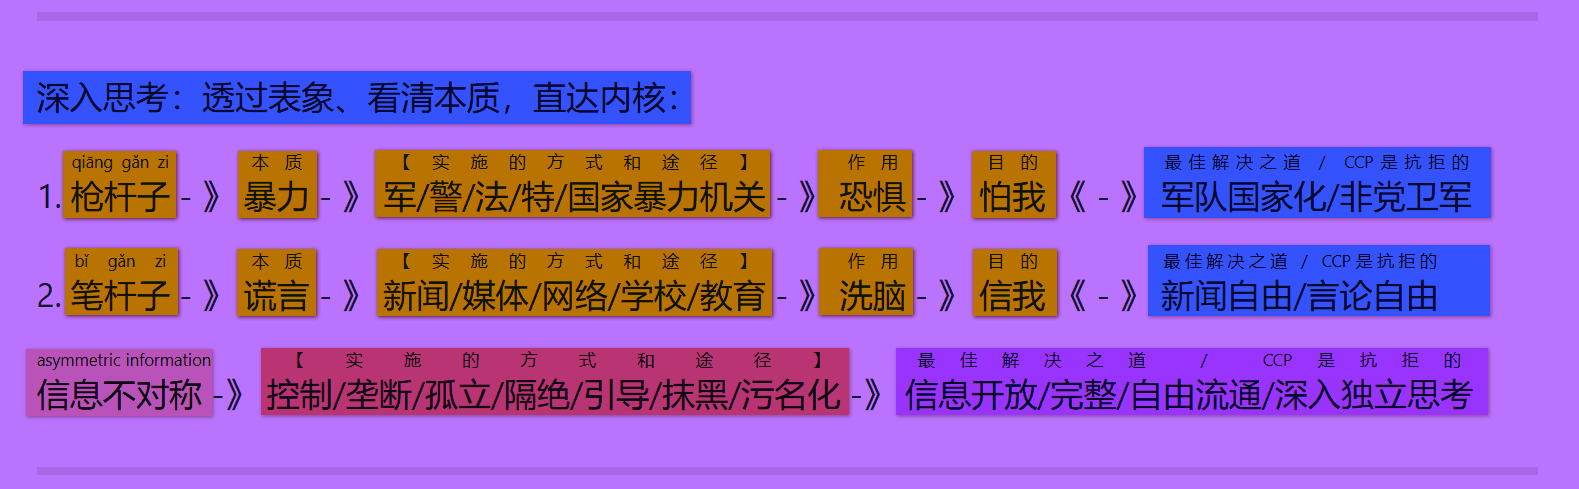 深入思考：透过表象、看清本质，直达内核：
qiāng gǎn zi 本质 【实施的方式和途径】 作用 目的 最佳解决之道 / CCP是抗拒的
1. 枪杆子 - 》 暴力 - 》 军/警/法/特/国家暴力机关 - 》 恐惧 - 》 怕我 《 - 》 军队国家化/非党卫军
bǐ gǎn zi 本质 【实施的方式和途径】 作用 目的 最佳解决之道 / CCP是抗拒的
2. 笔杆子 - 》 谎言 - 》 新闻/媒体/网络/学校/教育 - 》 洗脑 - 》 信我 《 - 》 新闻自由/言论自由
asymmetric information 【实施的方式和途径】 最佳解决之道 / CCP是抗拒的
信息不对称 -》 控制/垄断/孤立/隔绝/引导/抹黑/污名化 -》 信息开放/完整/自由流通/深入独立思考